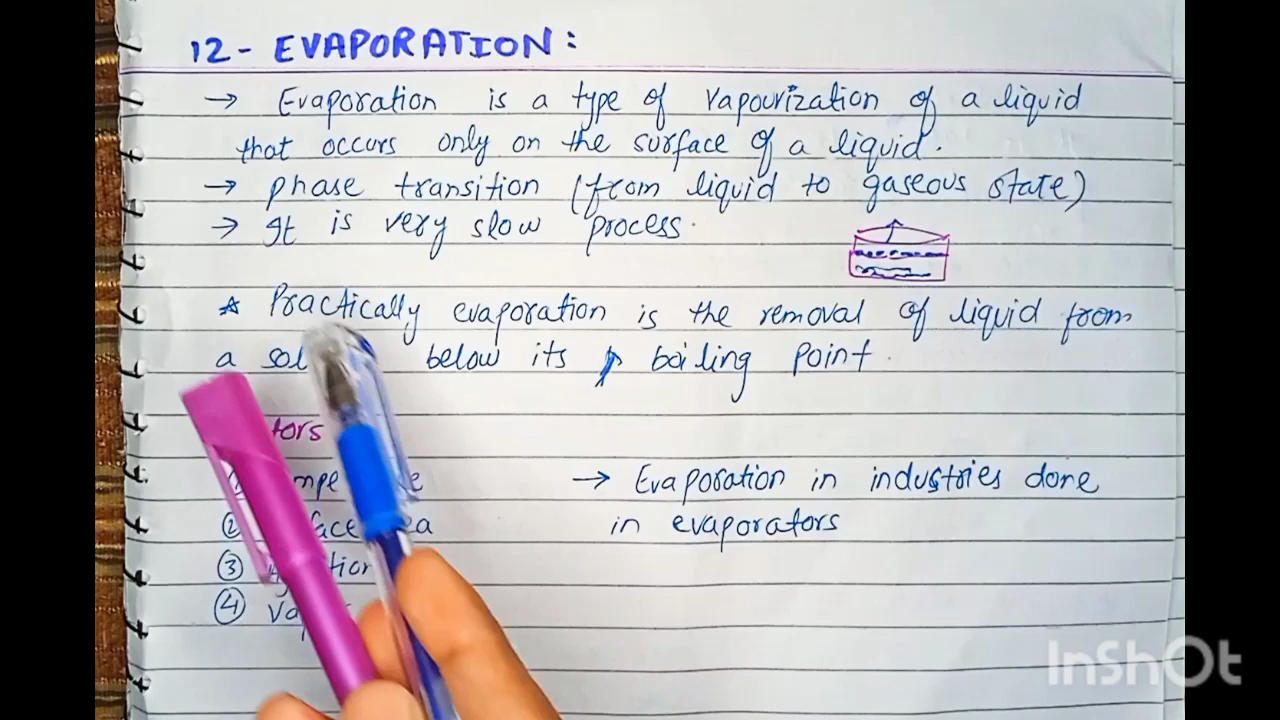 12- EVAPORATION:
→ Evaporation is a type of vapourization of a liquid
that occurs only on the surface of a liquid.
→ phase transition (from liquid to gaseous state)
→ It is very slow process.
* Practically evaporation is the removal of liquid from
a below its boiling point.
→ Evaporation in industries done
in evaporators
①
②
③
④
InShOt